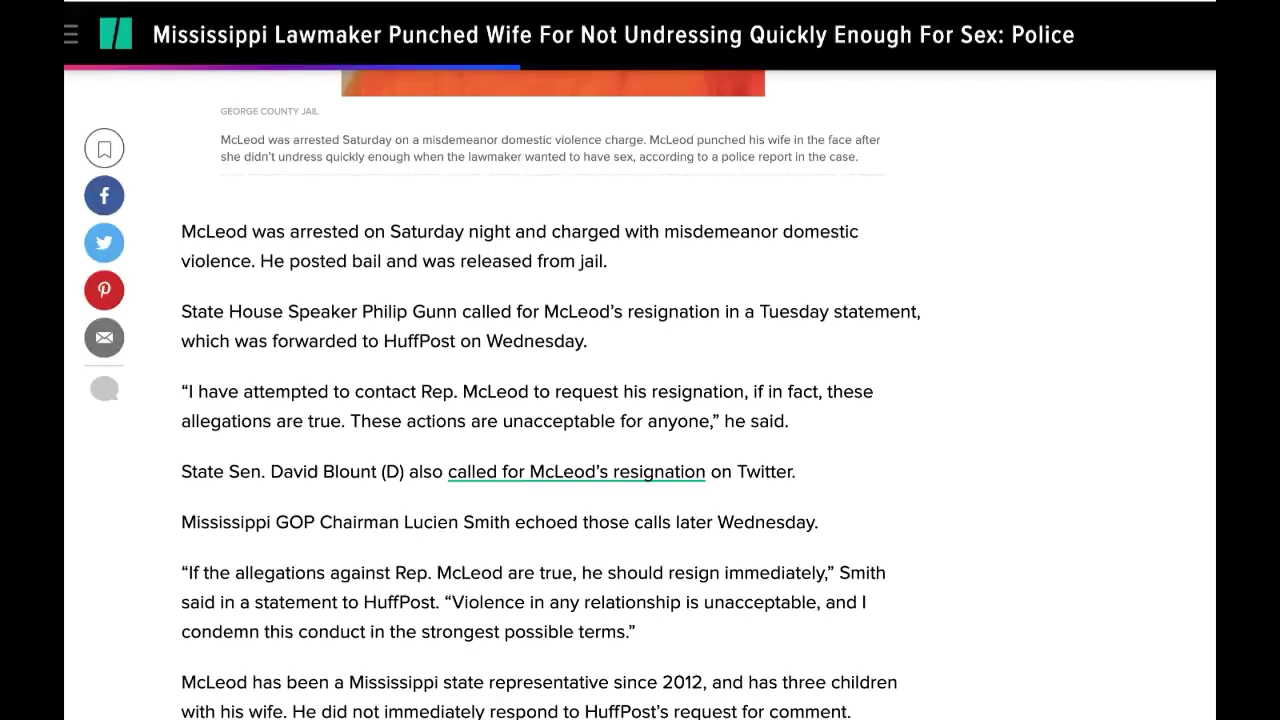 Mississippi Lawmaker Punched Wife For Not Undressing Quickly Enough For Sex: Police
GEORGE COUNTY JAIL
McLeod was arrested Saturday on a misdemeanor domestic violence charge. McLeod punched his wife in the face after
she didn't undress quickly enough when the lawmaker wanted to have sex, according to a police report in the case.
McLeod was arrested on Saturday night and charged with misdemeanor domestic
violence. He posted bail and was released from jail.
State House Speaker Philip Gunn called for McLeod’s resignation in a Tuesday statement,
which was forwarded to HuffPost on Wednesday.
“I have attempted to contact Rep. McLeod to request his resignation, if in fact, these
allegations are true. These actions are unacceptable for anyone,” he said.
State Sen. David Blount (D) also called for McLeod’s resignation on Twitter.
Mississippi GOP Chairman Lucien Smith echoed those calls later Wednesday.
“If the allegations against Rep. McLeod are true, he should resign immediately,” Smith
said in a statement to HuffPost. “Violence in any relationship is unacceptable, and I
condemn this conduct in the strongest possible terms.”
McLeod has been a Mississippi state representative since 2012, and has three children
with his wife. He did not immediately respond to HuffPost’s request for comment.